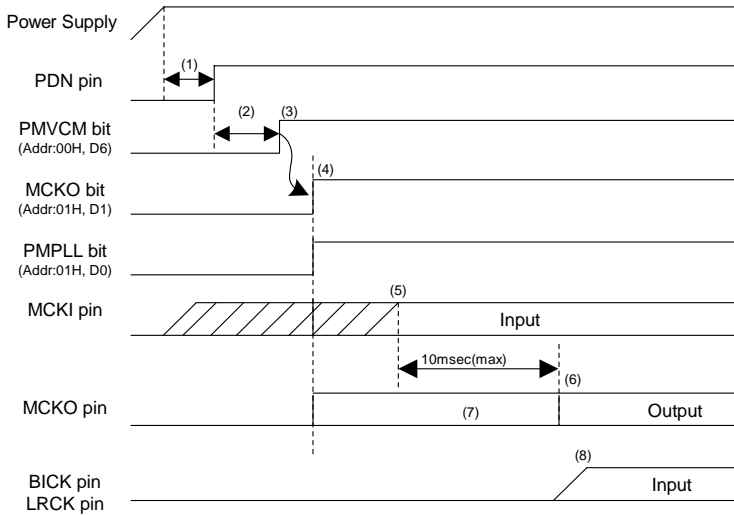 Power Supply
(1)
PDN pin
(2)
(3)
PMVCM bit
(Addr:00H, D6)
(4)
MCKO bit
(Addr:01H, D1)
PMPLL bit
(Addr:01H, D0)
(5)
MCKI pin
Input
10msec(max)
(6)
MCKO pin
(7)
Output
(8)
BICK pin
LRCK pin
Input